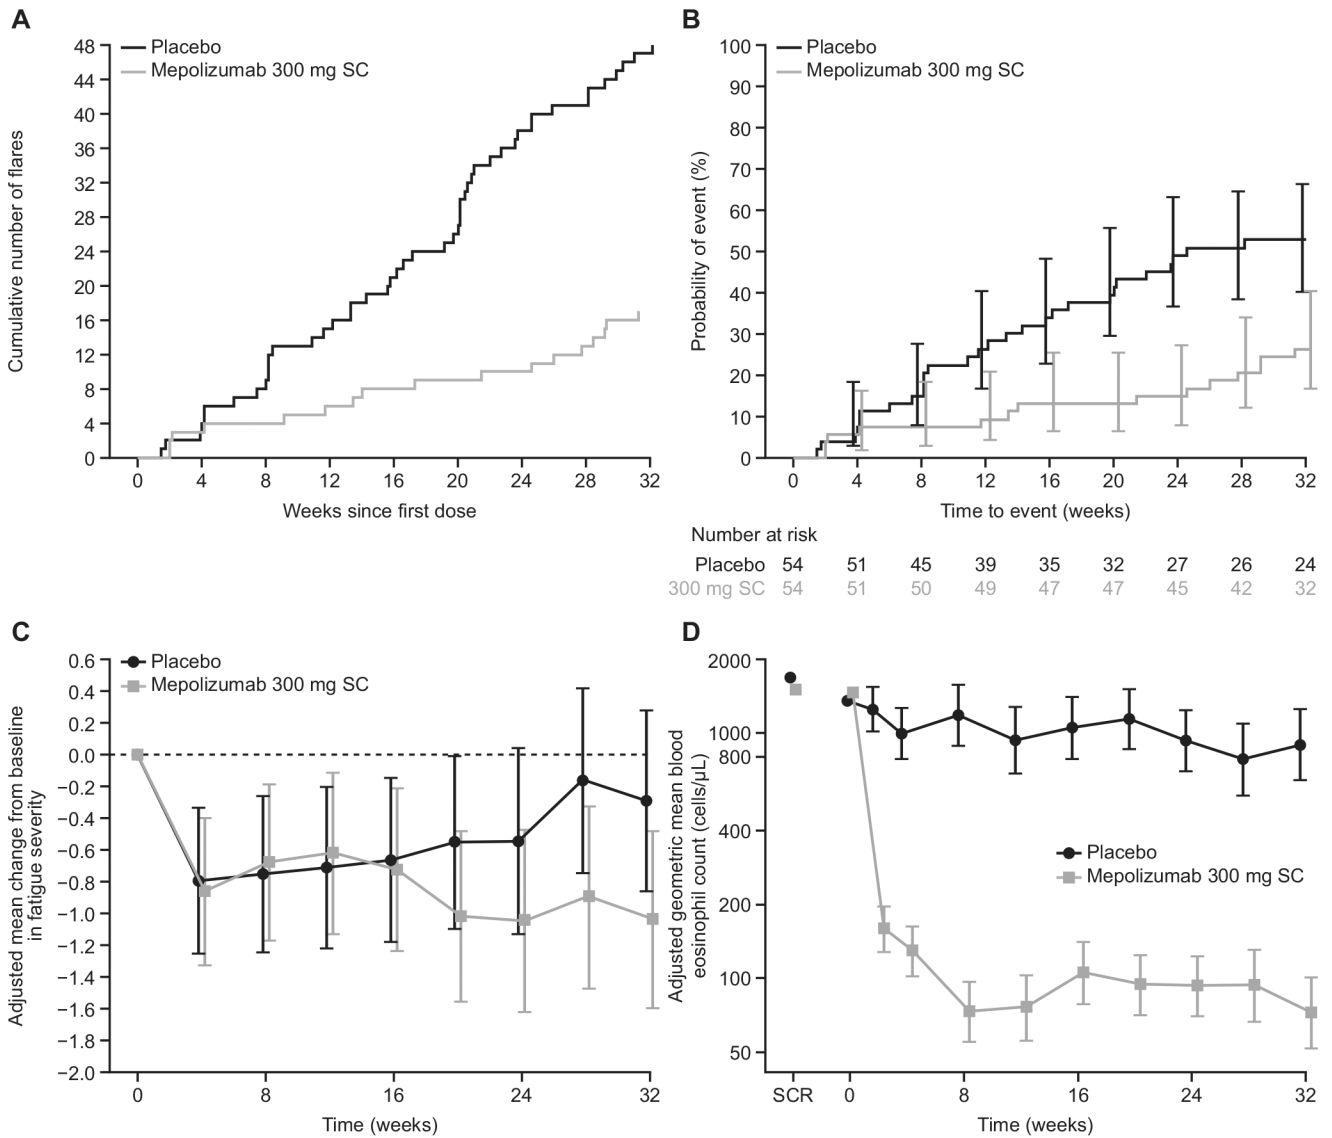 A
Placebo
Mepolizumab 300 mg SC
48
44
40
36
32
28
24
20
16
12
8
4
0
Cumulative number of flares
0 4 8 12 16 20 24 28 32
Weeks since first dose
B
Placebo
Mepolizumab 300 mg SC
100
90
80
70
60
50
40
30
20
10
0
Probability of event (%)
0 4 8 12 16 20 24 28 32
Time to event (weeks)
Number at risk
Placebo 54 51 45 39 35 32 27 26 24
300 mg SC 54 51 50 49 47 47 45 42 32
C
Placebo
Mepolizumab 300 mg SC
0.6
0.4
0.2
0.0
−0.2
−0.4
−0.6
−0.8
−1.0
−1.2
−1.4
−1.6
−1.8
−2.0
Adjusted mean change from baseline
in fatigue severity
0 8 16 24 32
Time (weeks)
D
2000
1000
800
400
200
100
50
Adjusted geometric mean blood
eosinophil count (cells/µL)
Placebo
Mepolizumab 300 mg SC
SCR 0 8 16 24 32
Time (weeks)